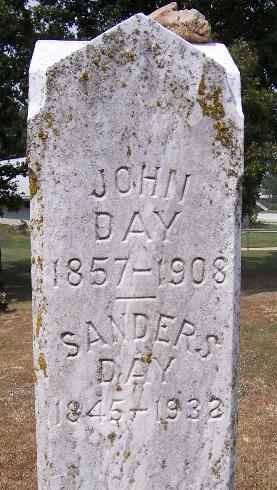 JOHN
DAY
1857-1908
SANDERS
DAY
1845-1932